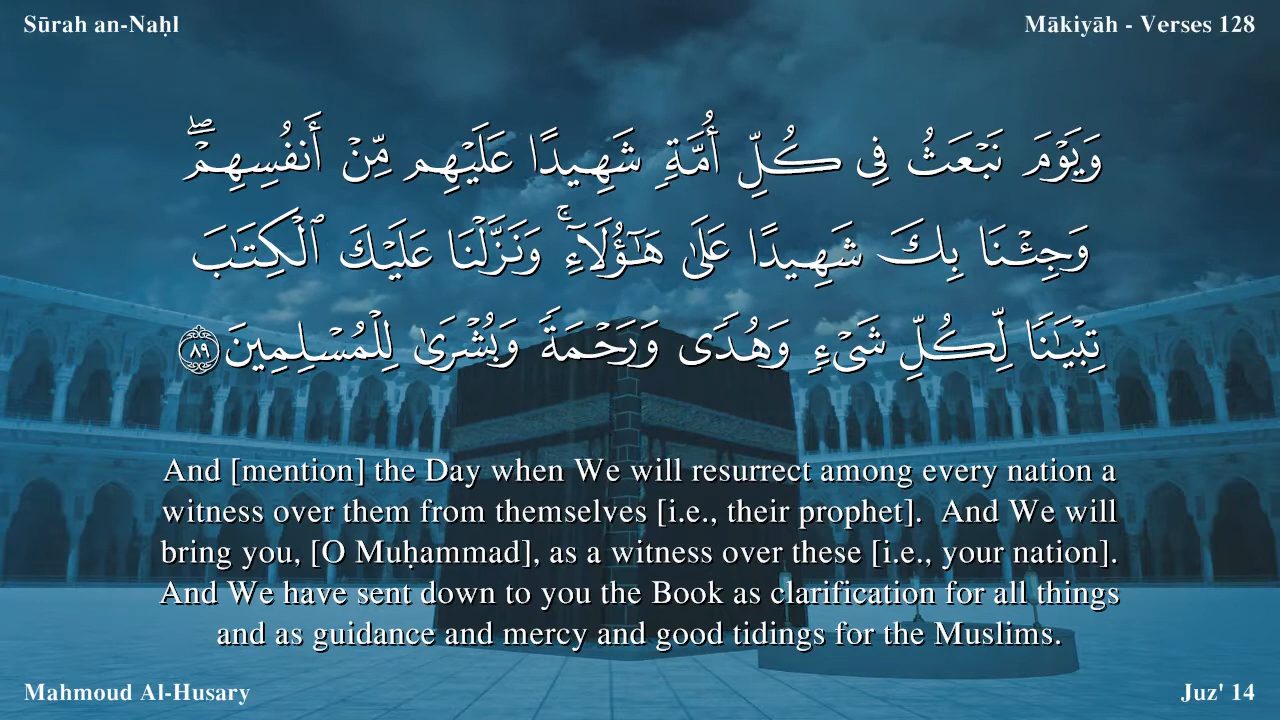 Sūrah an-Naḥl
Mākiyāh - Verses 128
وَيَوْمَ نَبْعَثُ فِى كُلِّ أُمَّةٍۢ شَهِيدًا عَلَيْهِم مِّنْ أَنفُسِهِمْ ۖ
وَجِئْنَا بِكَ شَهِيدًا عَلَىٰ هَـٰٓؤُلَآءِ ۚ وَنَزَّلْنَا عَلَيْكَ ٱلْكِتَـٰبَ
تِبْيَـٰنًۭا لِّكُلِّ شَىْءٍۢ وَهُدًۭى وَرَحْمَةًۭ وَبُشْرَىٰ لِلْمُسْلِمِينَ ٨٩
And [mention] the Day when We will resurrect among every nation a
witness over them from themselves [i.e., their prophet].  And We will
bring you, [O Muḥammad], as a witness over these [i.e., your nation].
And We have sent down to you the Book as clarification for all things
and as guidance and mercy and good tidings for the Muslims.
Mahmoud Al-Husary
Juz' 14